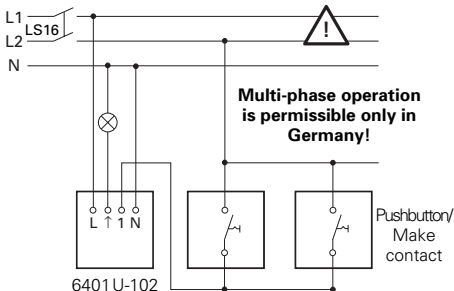 L1
LS16
L2
N
!
Multi-phase operation
is permissible only in
Germany!
L ↑ 1 N
Pushbutton/
Make
contact
6401 U-102